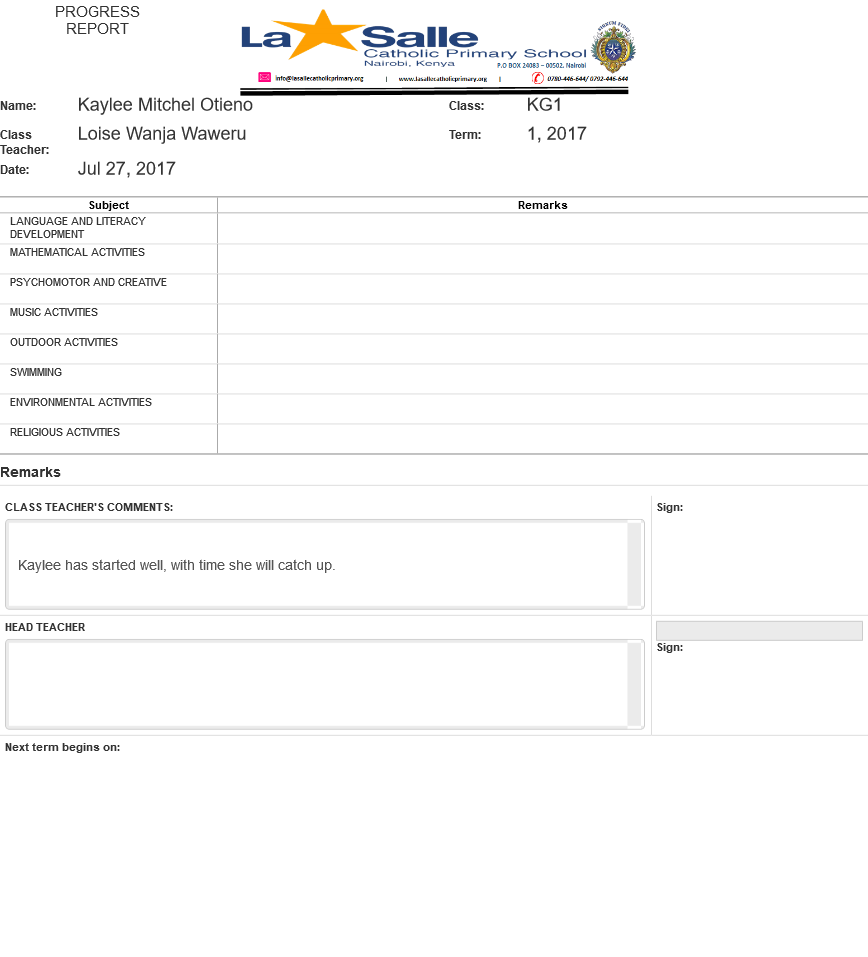 PROGRESS
REPORT
La Salle
Catholic Primary School
Nairobi, Kenya
P.O BOX 24083 – 00502, Nairobi
info@lasallecatholicprimary.org | www.lasallecatholicprimary.org | 0780-446-644/ 0792-446-644
Name: Kaylee Mitchel Otieno Class: KG1
Class Teacher: Loise Wanja Waweru Term: 1, 2017
Date: Jul 27, 2017
Subject Remarks
LANGUAGE AND LITERACY
DEVELOPMENT
MATHEMATICAL ACTIVITIES
PSYCHOMOTOR AND CREATIVE
MUSIC ACTIVITIES
OUTDOOR ACTIVITIES
SWIMMING
ENVIRONMENTAL ACTIVITIES
RELIGIOUS ACTIVITIES
Remarks
CLASS TEACHER'S COMMENTS: Sign:
Kaylee has started well, with time she will catch up.
HEAD TEACHER
Sign:
Next term begins on: